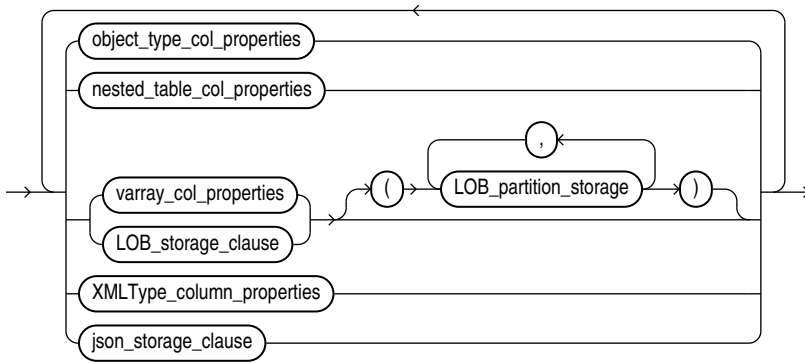 object_type_col_properties
nested_table_col_properties
,
varray_col_properties
( LOB_partition_storage )
LOB_storage_clause
XMLType_column_properties
json_storage_clause